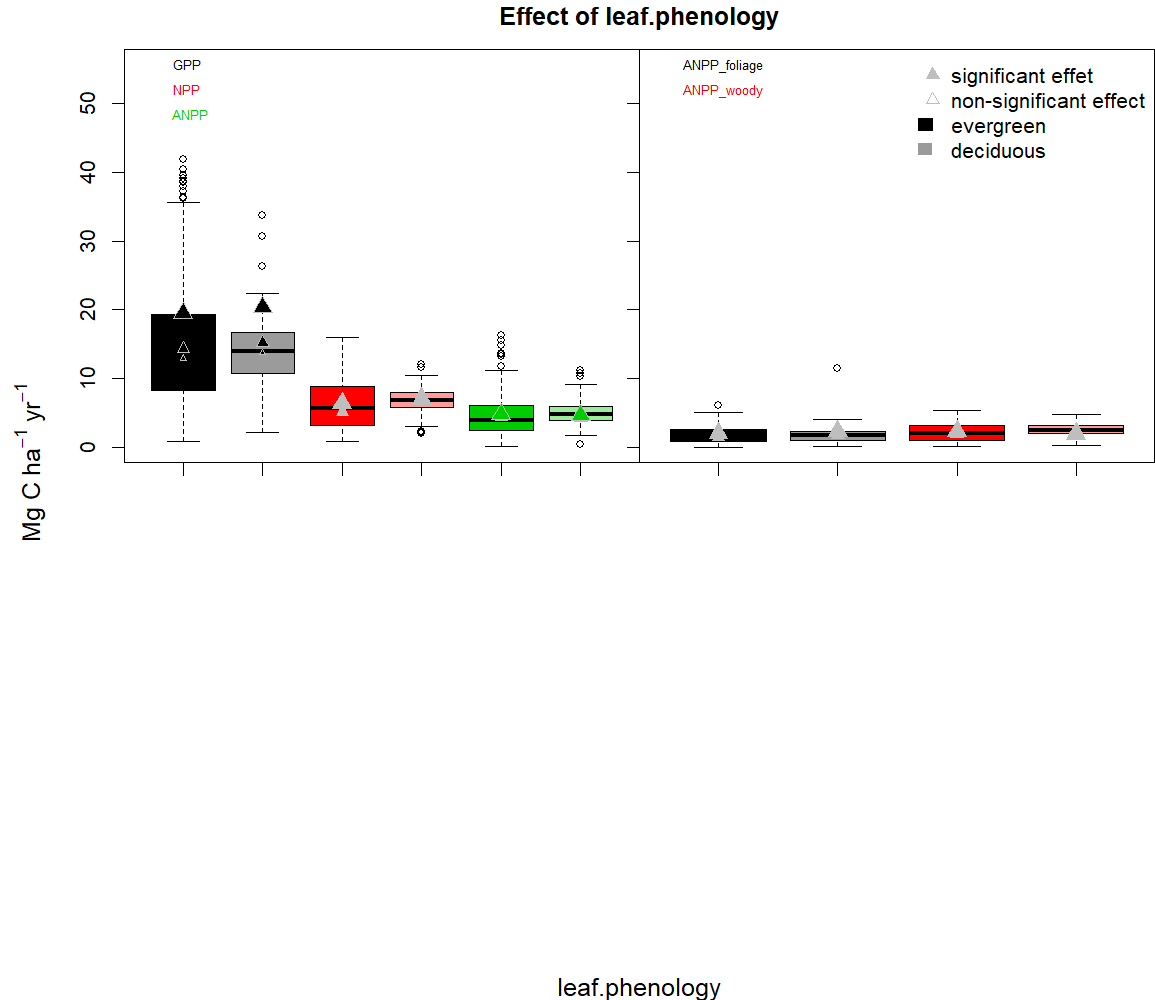 Effect of leaf.phenology
GPP
NPP
ANPP
ANPP_foliage
ANPP_woody
significant effet
non-significant effect
evergreen
deciduous
50
40
30
20
10
0
Mg C ha⁻¹ yr⁻¹
leaf.phenology